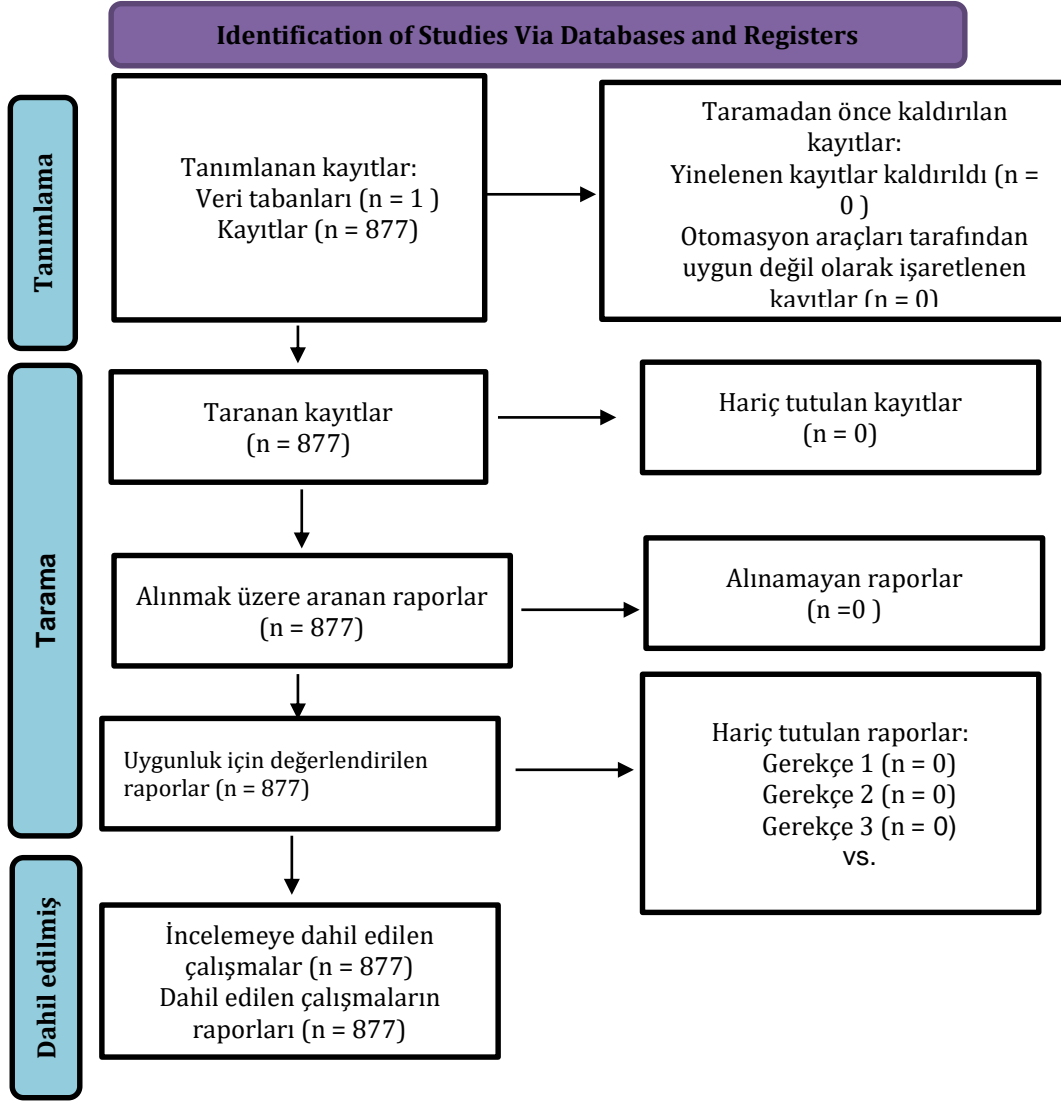 Identification of Studies Via Databases and Registers
Tanımlama
Tanımlanan kayıtlar:
Veri tabanları (n = 1 )
Kayıtlar (n = 877)
Taramadan önce kaldırılan
kayıtlar:
Yinelenen kayıtlar kaldırıldı (n =
0 )
Otomasyon araçları tarafından
uygun değil olarak işaretlenen
kayıtlar (n = 0)
Tarama
Taranan kayıtlar
(n = 877)
Hariç tutulan kayıtlar
(n = 0)
Alınmak üzere aranan raporlar
(n = 877)
Alınamayan raporlar
(n =0 )
Uygunluk için değerlendirilen
raporlar (n = 877)
Hariç tutulan raporlar:
Gerekçe 1 (n = 0)
Gerekçe 2 (n = 0)
Gerekçe 3 (n = 0)
vs.
Dahil edilmiş
İncelemeye dahil edilen
çalışmalar (n = 877)
Dahil edilen çalışmaların
raporları (n = 877)